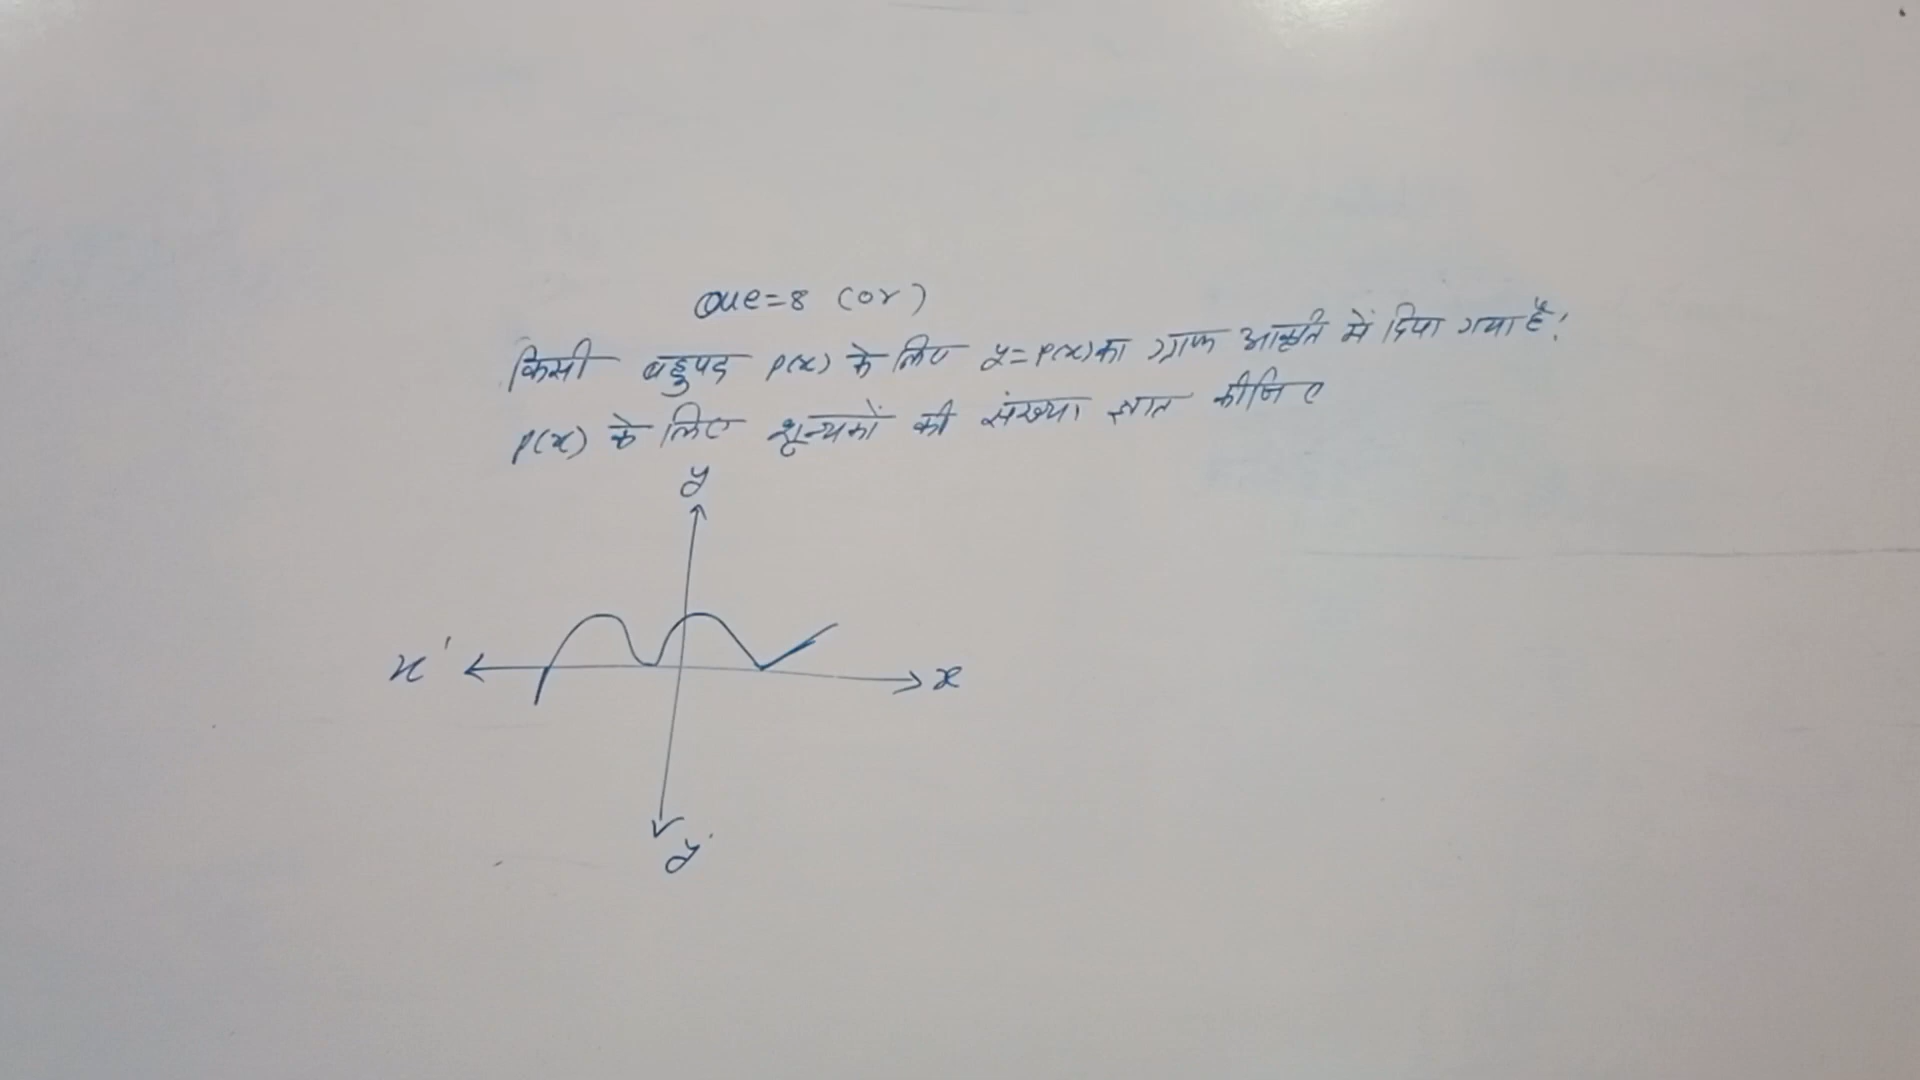 Que=8 (or)
किसी बहुपद p(x) के लिए y=p(x) का ग्राफ आकृति में दिया गया है।
p(x) के लिए शून्यकों की संख्या ज्ञात कीजिए
y
x' x
y'